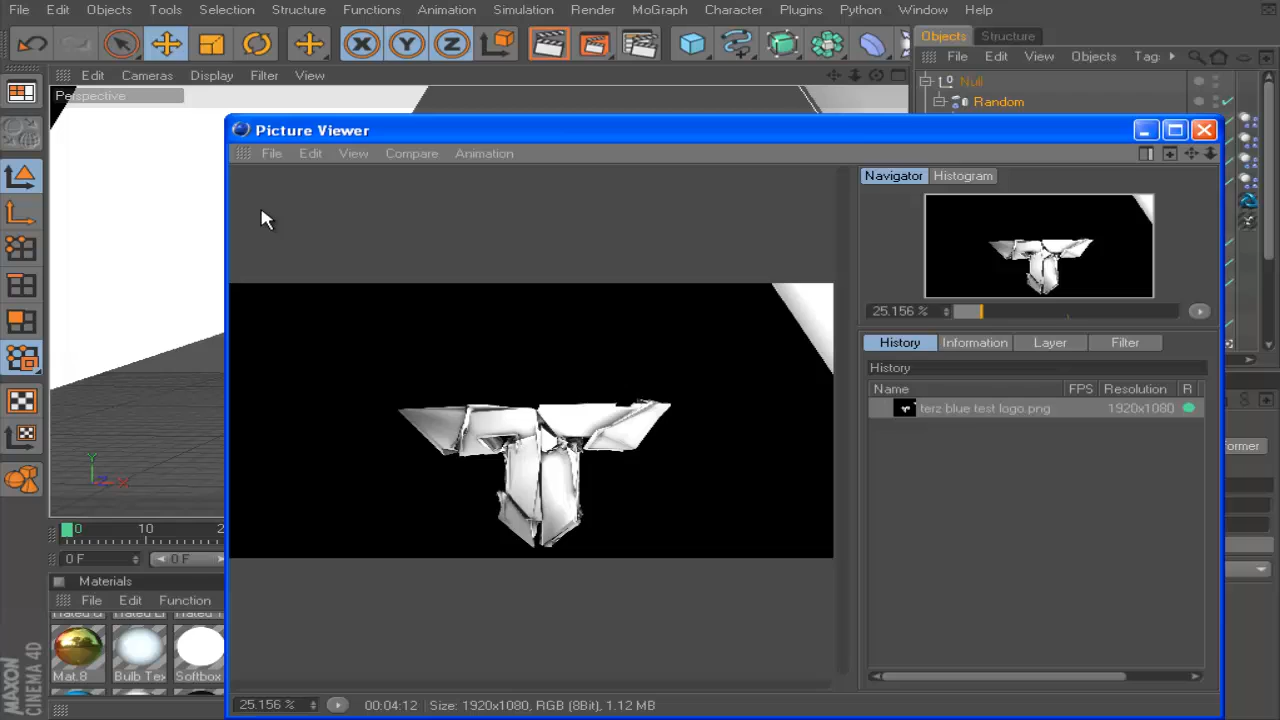 File Edit Objects Tools Selection Structure Functions Animation Simulation Render MoGraph Character Plugins Python Window Help
X Y Z
Objects Structure
File Edit View Objects Tag
Edit Cameras Display Filter View
Perspective
Null
Random
Picture Viewer
File Edit View Compare Animation
Navigator Histogram
25.156 %
History Information Layer Filter
History
Name FPS Resolution R
terz blue test logo.png 1920x1080
ormer
Y
X
0 10 2
0 F 0 F
Materials
File Edit Function
Mat.8 Bulb Tex Softbox
25.156 % 00:04:12 Size: 1920x1080, RGB (8Bit), 1.12 MB
MAXON
CINEMA 4D